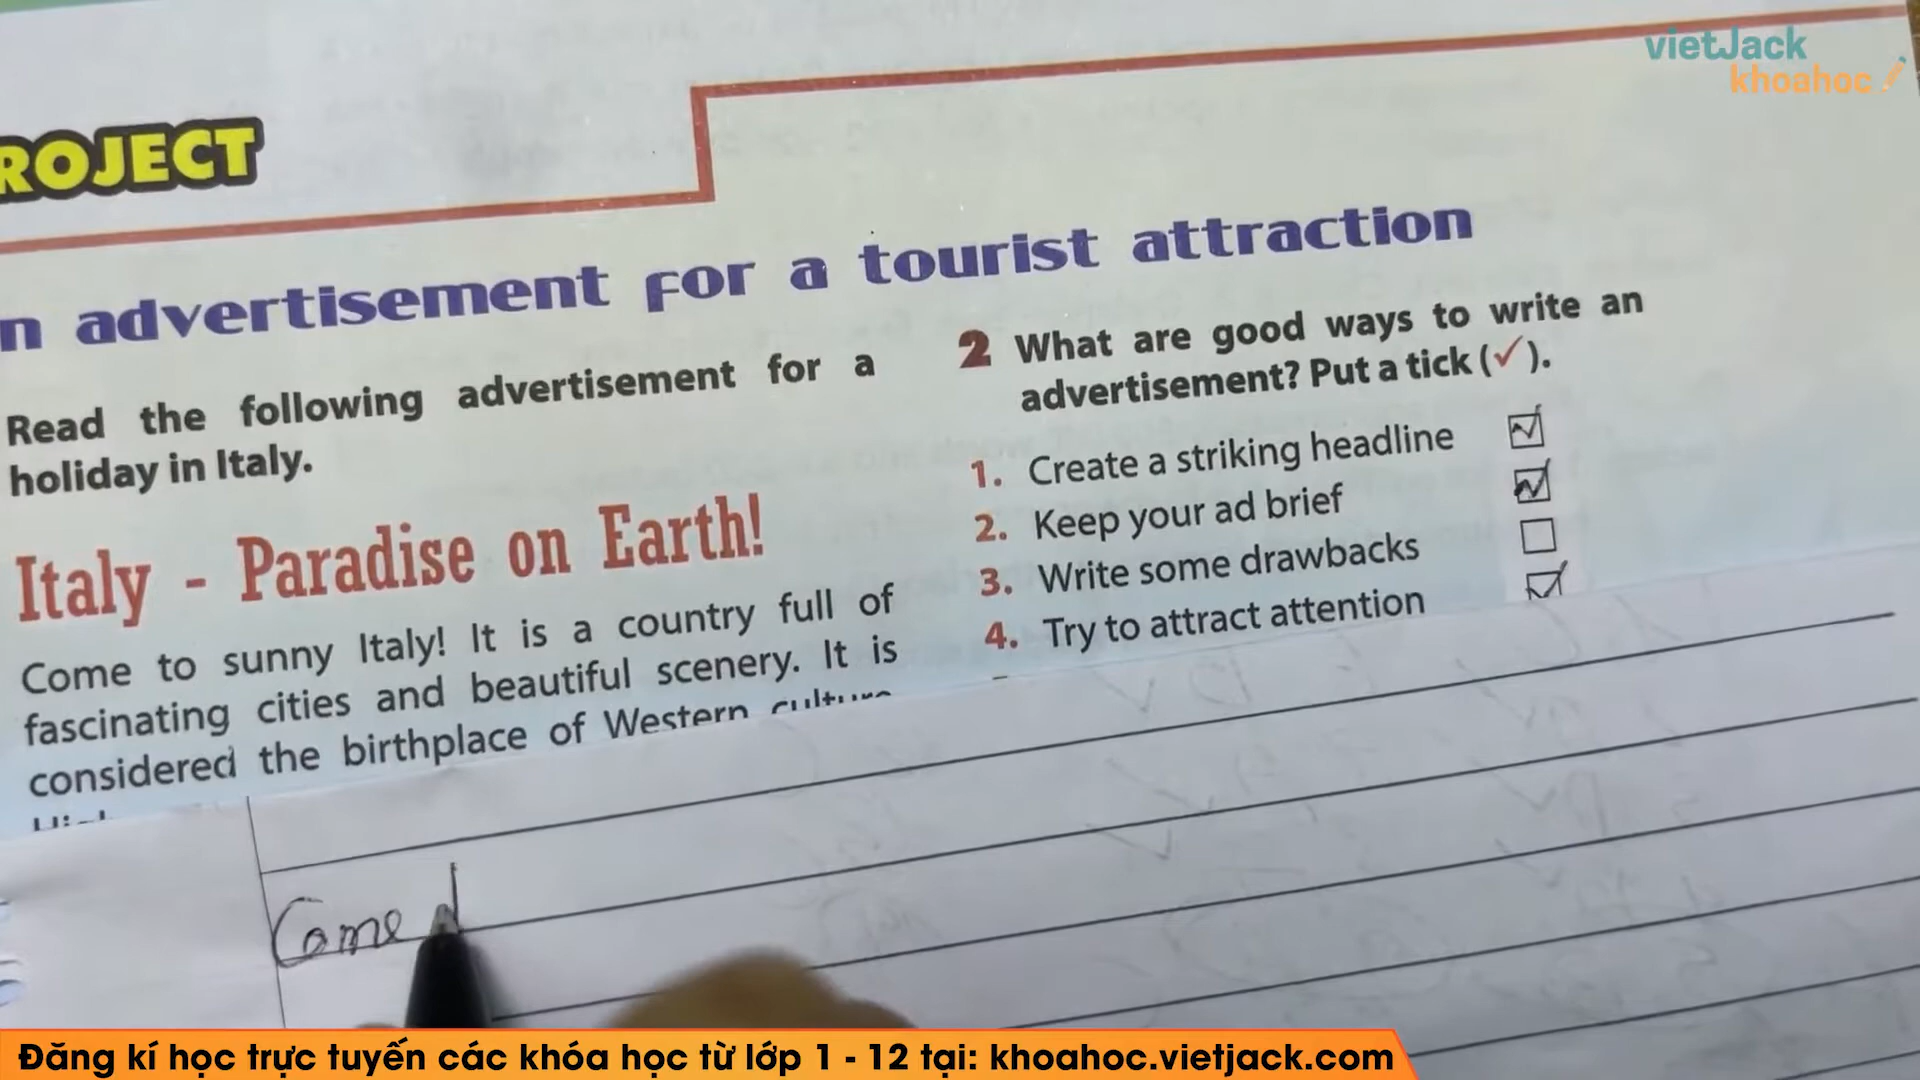 vietJack
khoahoc
ROJECT
n advertisement for a tourist attraction
Read the following advertisement for a
holiday in Italy.
Italy - Paradise on Earth!
Come to sunny Italy! It is a country full of
fascinating cities and beautiful scenery. It is
considered the birthplace of Western culture
2 What are good ways to write an
advertisement? Put a tick (✓).
1. Create a striking headline
2. Keep your ad brief
3. Write some drawbacks
4. Try to attract attention
Come
Đăng kí học trực tuyến các khóa học từ lớp 1 - 12 tại: khoahoc.vietjack.com